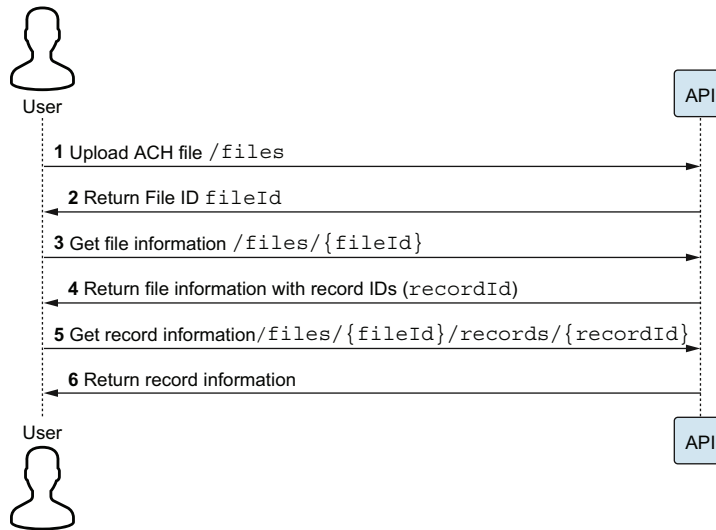 User
API
1 Upload ACH file /files
2 Return File ID fileId
3 Get file information /files/{fileId}
4 Return file information with record IDs (recordId)
5 Get record information/files/{fileId}/records/{recordId}
6 Return record information
User
API